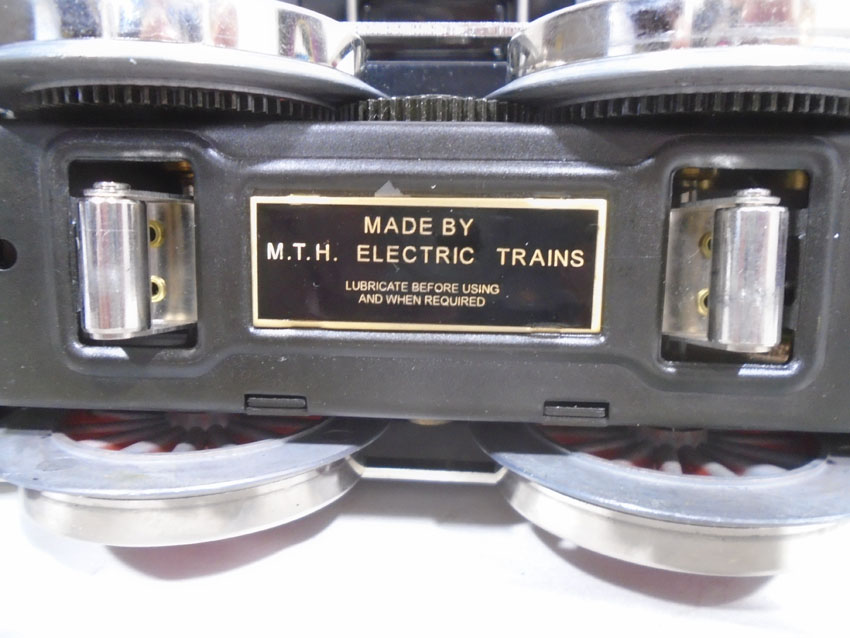 MADE BY
M.T.H. ELECTRIC TRAINS
LUBRICATE BEFORE USING
AND WHEN REQUIRED